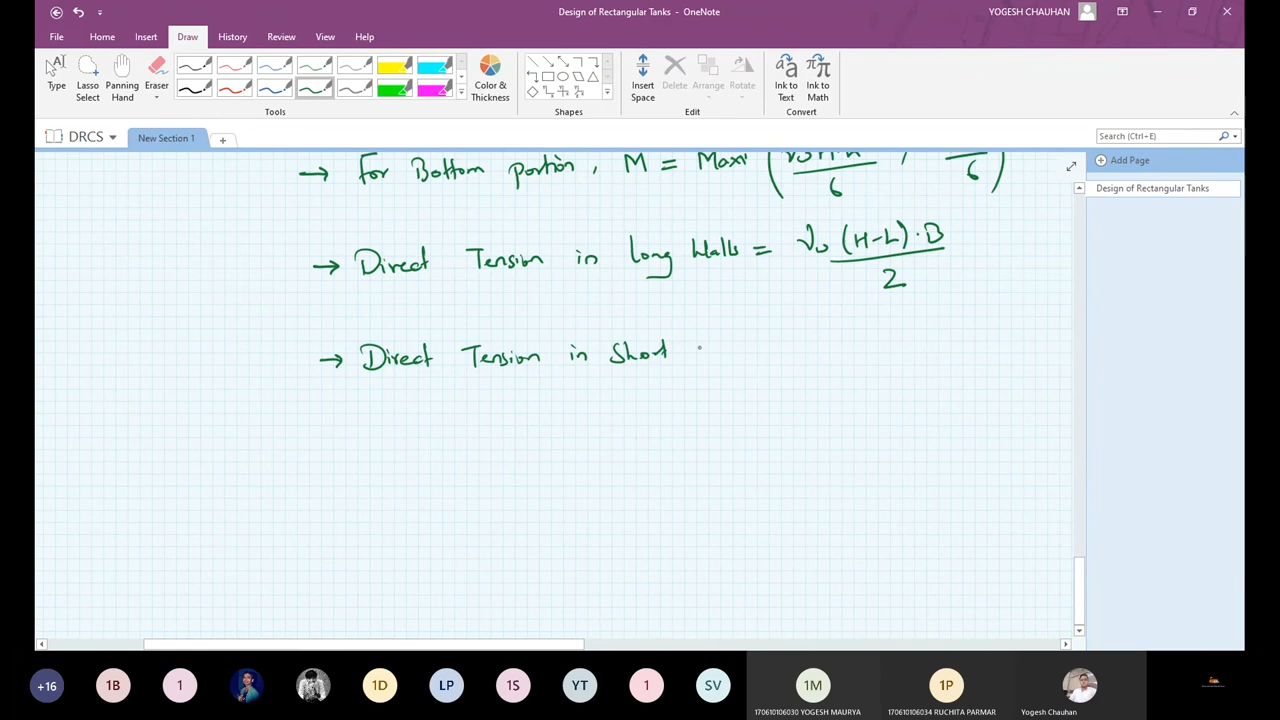 Design of Rectangular Tanks - OneNote
YOGESH CHAUHAN
File Home Insert Draw History Review View Help
Type Lasso Select Panning Hand Eraser Color & Thickness Insert Space Delete Arrange Rotate Ink to Text Ink to Math
Tools Shapes Edit Convert
DRCS New Section 1 Search (Ctrl+E)
Add Page
Design of Rectangular Tanks
→ For Bottom portion, M = Maxi ( / 6 , / 6 )
→ Direct Tension in long Walls = γw (H-h) · B / 2
→ Direct Tension in Short
+16 1B 1 1D LP 1S YT 1 SV 1M 1P
170610106030 YOGESH MAURYA 170610106034 RUCHITA PARMAR Yogesh Chauhan